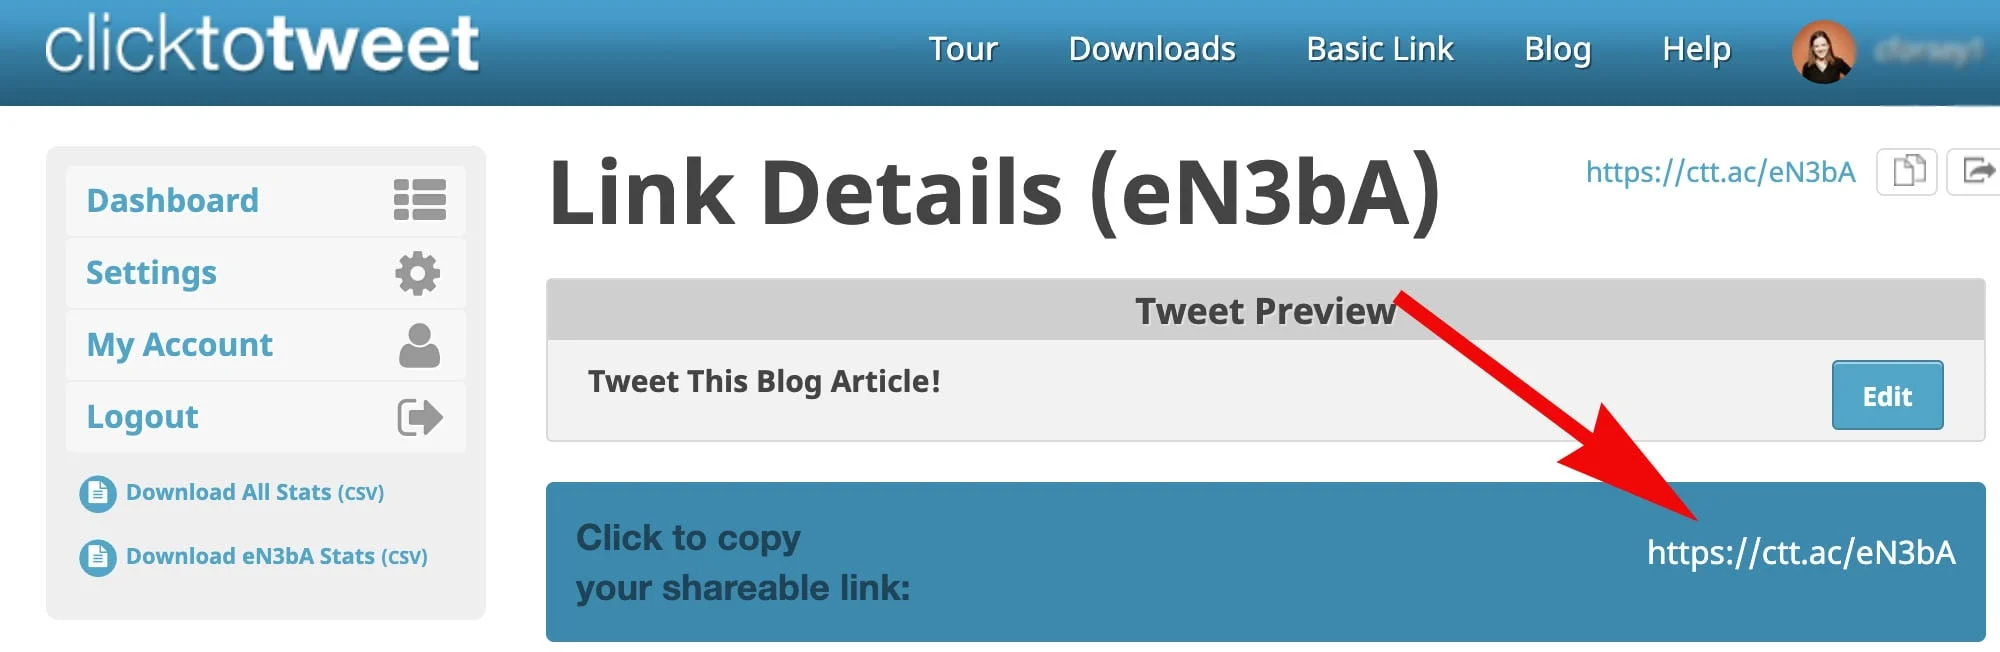 clicktotweet
Tour Downloads Basic Link Blog Help
Dashboard
Settings
My Account
Logout
Download All Stats (CSV)
Download eN3bA Stats (CSV)
Link Details (eN3bA)
https://ctt.ac/eN3bA
Tweet Preview
Tweet This Blog Article!
Edit
Click to copy
your shareable link:
https://ctt.ac/eN3bA